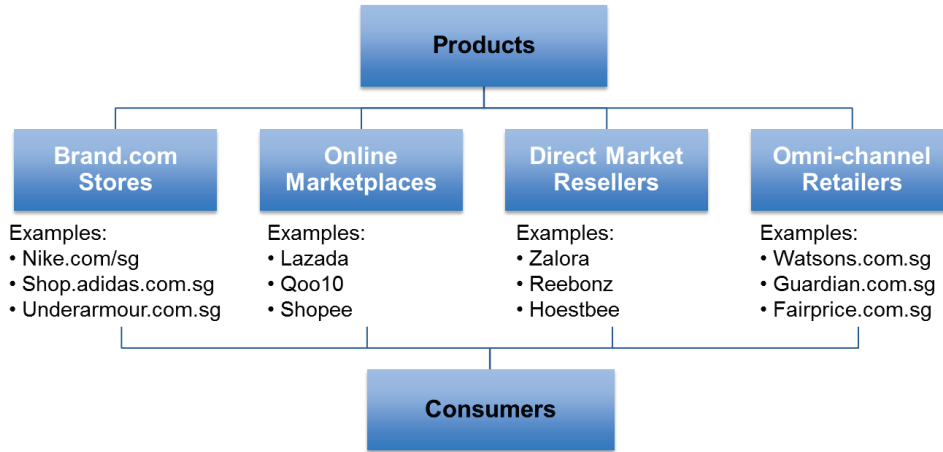 Products
Brand.com
Stores
Online
Marketplaces
Direct Market
Resellers
Omni-channel
Retailers
Examples:
• Nike.com/sg
• Shop.adidas.com.sg
• Underarmour.com.sg
Examples:
• Lazada
• Qoo10
• Shopee
Examples:
• Zalora
• Reebonz
• Hoestbee
Examples:
• Watsons.com.sg
• Guardian.com.sg
• Fairprice.com.sg
Consumers